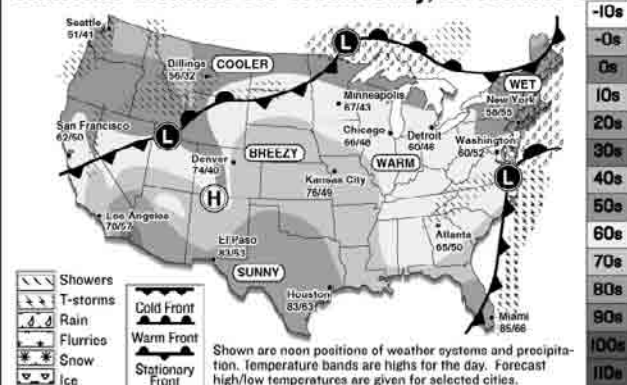 Seattle
51/41
Dillings
56/32
COOLER
L
WET
Minneapolis
67/43
New York
58/55
San Francisco
62/50
L
Denver
74/40
BREEZY
Chicago
66/48
Detroit
60/46
Washington
60/52
WARM
Kansas City
76/49
H
L
Los Angeles
70/57
El Paso
83/53
SUNNY
Atlanta
65/50
Houston
83/63
Miami
85/66
Showers
T-storms
Rain
Flurries
Snow
Ice
Cold Front
Warm Front
Stationary
Front
Shown are noon positions of weather systems and precipita-
tion. Temperature bands are highs for the day. Forecast
high/low temperatures are given for selected cities.
-10s
-0s
0s
10s
20s
30s
40s
50s
60s
70s
80s
90s
100s
110s